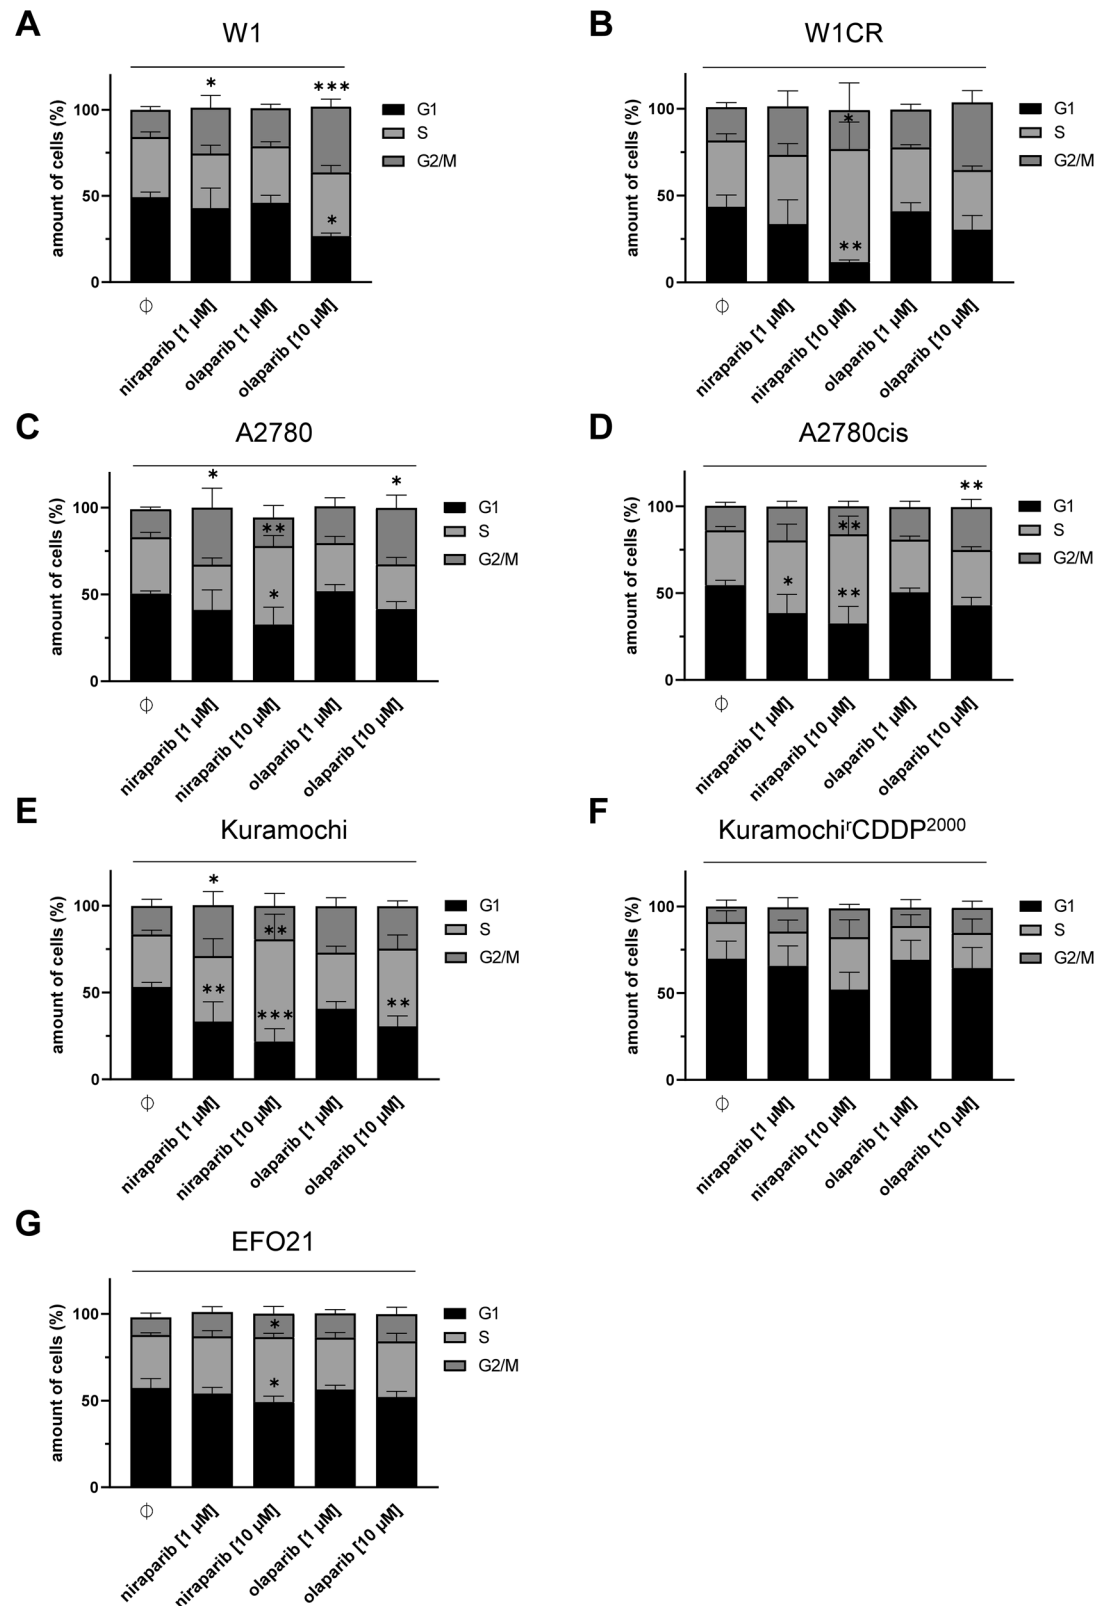 A
W1
amount of cells (%)
100
50
0
*
***
*
G1
S
G2/M
Φ
niraparib [1 µM]
olaparib [1 µM]
olaparib [10 µM]
B
W1CR
amount of cells (%)
100
50
0
*
**
G1
S
G2/M
Φ
niraparib [1 µM]
niraparib [10 µM]
olaparib [1 µM]
olaparib [10 µM]
C
A2780
amount of cells (%)
100
50
0
*
*
**
*
G1
S
G2/M
Φ
niraparib [1 µM]
niraparib [10 µM]
olaparib [1 µM]
olaparib [10 µM]
D
A2780cis
amount of cells (%)
100
50
0
**
**
*
**
G1
S
G2/M
Φ
niraparib [1 µM]
niraparib [10 µM]
olaparib [1 µM]
olaparib [10 µM]
E
Kuramochi
amount of cells (%)
100
50
0
*
**
**
***
**
G1
S
G2/M
Φ
niraparib [1 µM]
niraparib [10 µM]
olaparib [1 µM]
olaparib [10 µM]
F
KuramochiʳCDDP²⁰⁰⁰
amount of cells (%)
100
50
0
G1
S
G2/M
Φ
niraparib [1 µM]
niraparib [10 µM]
olaparib [1 µM]
olaparib [10 µM]
G
EFO21
amount of cells (%)
100
50
0
*
*
G1
S
G2/M
Φ
niraparib [1 µM]
niraparib [10 µM]
olaparib [1 µM]
olaparib [10 µM]